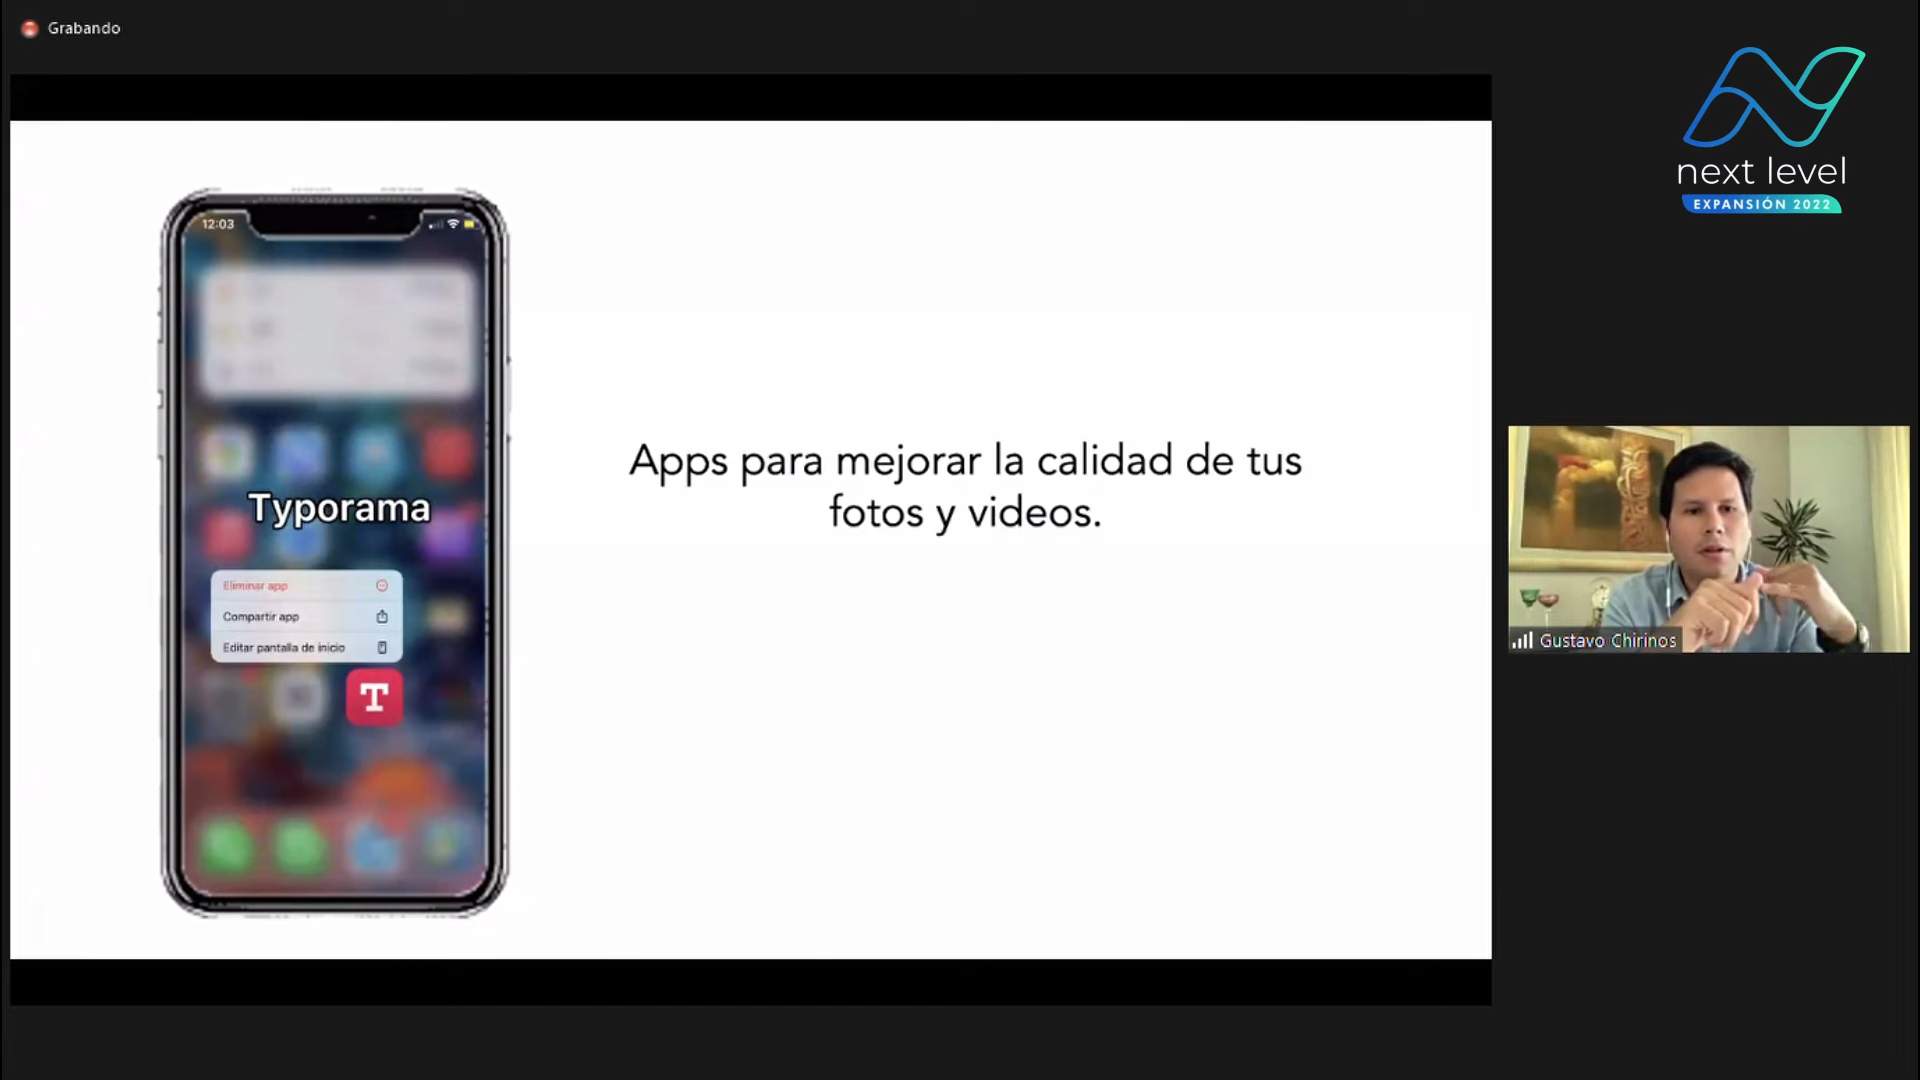 Grabando
next level
EXPANSIÓN 2022
12:03
Typorama
Eliminar app
Compartir app
Editar pantalla de inicio
T
Apps para mejorar la calidad de tus
fotos y videos.
Gustavo Chirinos